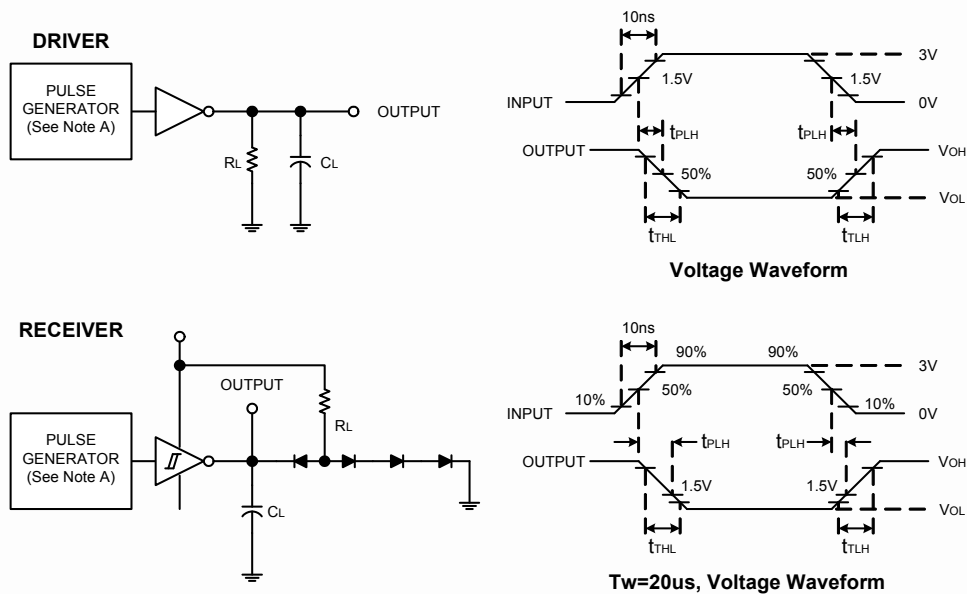 DRIVER
PULSE
GENERATOR
(See Note A)
OUTPUT
RL
CL
10ns
3V
1.5V
1.5V
INPUT
0V
tPLH
tPLH
OUTPUT
VOH
50%
50%
VOL
tTHL
tTLH
Voltage Waveform
RECEIVER
OUTPUT
RL
PULSE
GENERATOR
(See Note A)
CL
10ns
90%
90%
3V
50%
50%
10%
10%
INPUT
0V
tPLH
tPLH
OUTPUT
VOH
1.5V
1.5V
VOL
tTHL
tTLH
Tw=20us, Voltage Waveform